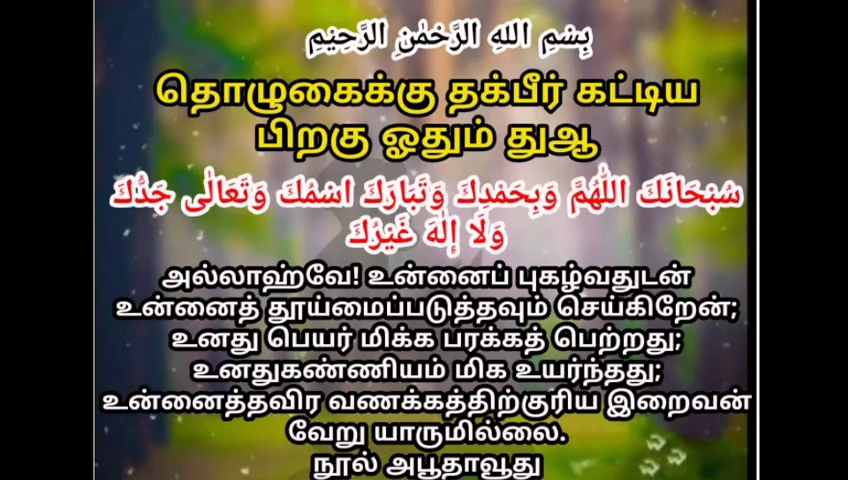 بِسْمِ اللهِ الرَّحْمٰنِ الرَّحِيْمِ
தொழுகைக்கு தக்பீர் கட்டிய
பிறகு ஓதும் துஆ
سُبْحَانَكَ اللّٰهُمَّ وَبِحَمْدِكَ وَتَبَارَكَ اسْمُكَ وَتَعَالٰى جَدُّكَ
وَلَا إِلٰهَ غَيْرُكَ
அல்லாஹ்வே! உன்னைப் புகழ்வதுடன்
உன்னைத் தூய்மைப்படுத்தவும் செய்கிறேன்;
உனது பெயர் மிக்க பரக்கத் பெற்றது;
உனதுகண்ணியம் மிக உயர்ந்தது;
உன்னைத்தவிர வணக்கத்திற்குரிய இறைவன்
வேறு யாருமில்லை.
நூல் அபூதாவூது